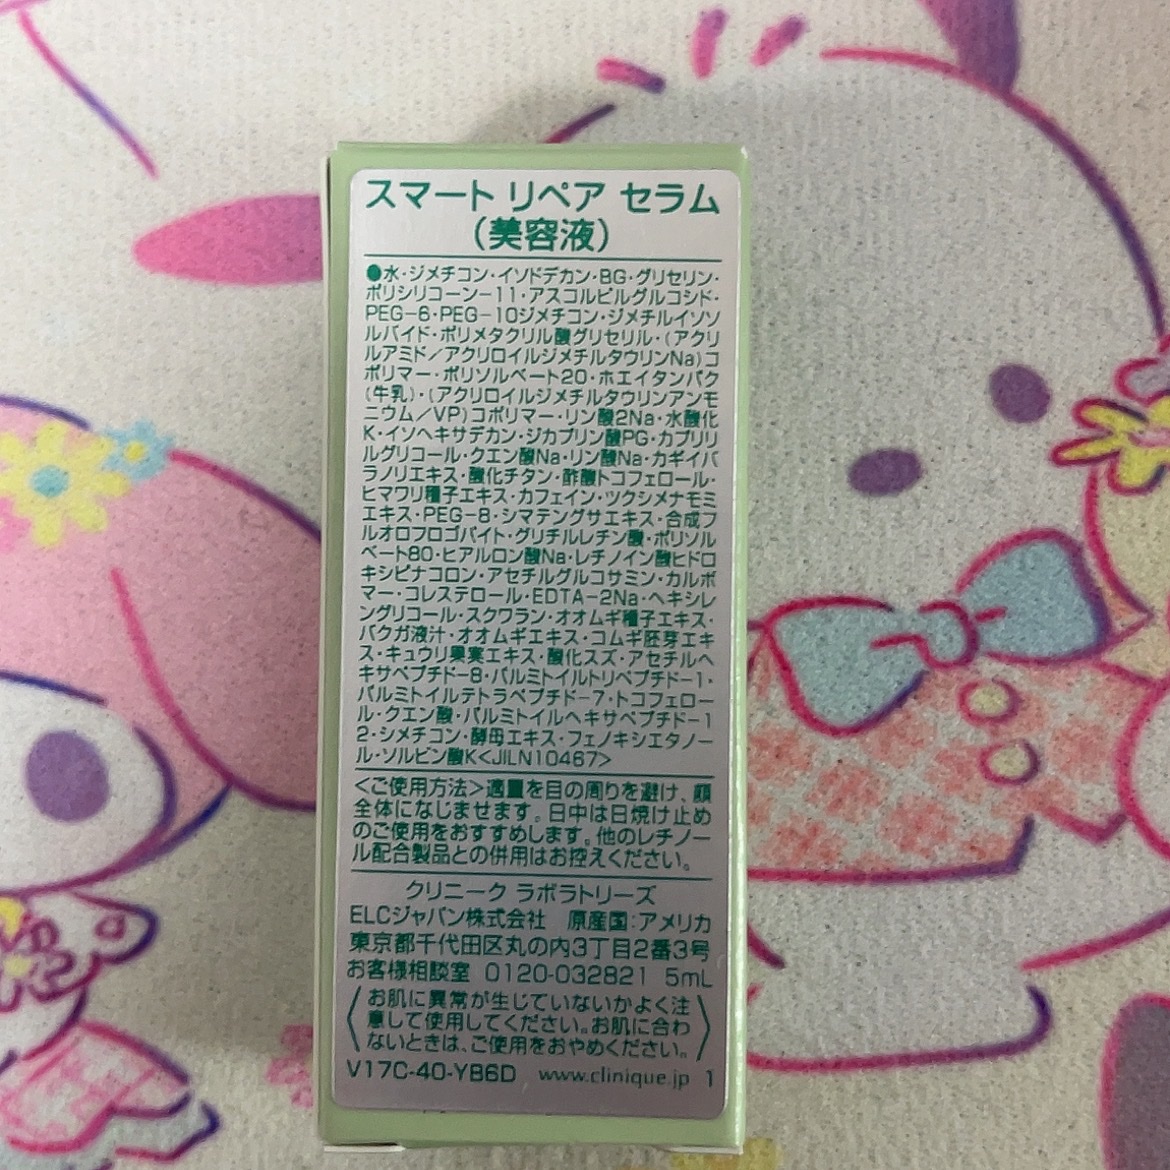 スマート リペア セラム
（美容液）
●水・ジメチコン・イソドデカン・BG・グリセリン・
ポリシリコーン-11・アスコルビルグルコシド・
PEG-6・PEG-10ジメチコン・ジメチルイソソ
ルバイド・ポリメタクリル酸グリセリル・（アクリ
ルアミド／アクリロイルジメチルタウリンNa）コ
ポリマー・ポリソルベート20・ホエイタンパク
（牛乳）・（アクリロイルジメチルタウリンアンモ
ニウム／VP）コポリマー・リン酸2Na・水酸化
K・イソヘキサデカン・ジカプリン酸PG・カプリリ
ルグリコール・クエン酸Na・リン酸Na・カギイバ
ラノリエキス・酸化チタン・酢酸トコフェロール・
ヒマワリ種子エキス・カフェイン・ツクシメナモミ
エキス・PEG-8・シマテングサエキス・合成フ
ルオロフロゴパイト・グリチルレチン酸・ポリソル
ベート80・ヒアルロン酸Na・レチノイン酸ヒドロ
キシピナコロン・アセチルグルコサミン・カルボ
マー・コレステロール・EDTA-2Na・ヘキシレ
ングリコール・スクワラン・オオムギ種子エキス・
バクガ液汁・オオムギエキス・コムギ胚芽エキ
ス・キュウリ果実エキス・酸化スズ・アセチルヘ
キサペプチド-8・パルミトイルトリペプチド-1・
パルミトイルテトラペプチド-7・トコフェロー
ル・クエン酸・パルミトイルヘキサペプチド-1
2・シメチコン・酵母エキス・フェノキシエタノー
ル・ソルビン酸K<JILN10467>
<ご使用方法>適量を目の周りを避け、顔
全体になじませます。日中は日焼け止め
のご使用をおすすめします。他のレチノー
ル配合製品との併用はお控えください。
クリニーク ラボラトリーズ
ELCジャパン株式会社 原産国:アメリカ
東京都千代田区丸の内3丁目2番3号
お客様相談室 0120-032821 5mL
お肌に異常が生じていないかよく注
意して使用してください。お肌に合わ
ないときは、ご使用をおやめください。
V17C-40-YB6D www.clinique.jp 1